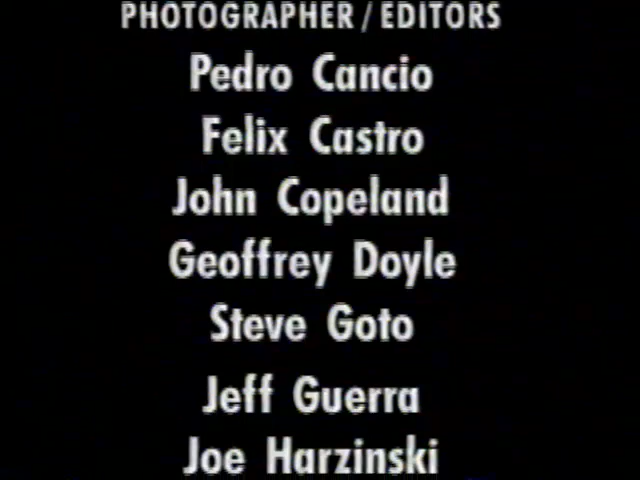 PHOTOGRAPHER / EDITORS
Pedro Cancio
Felix Castro
John Copeland
Geoffrey Doyle
Steve Goto
Jeff Guerra
Joe Harzinski